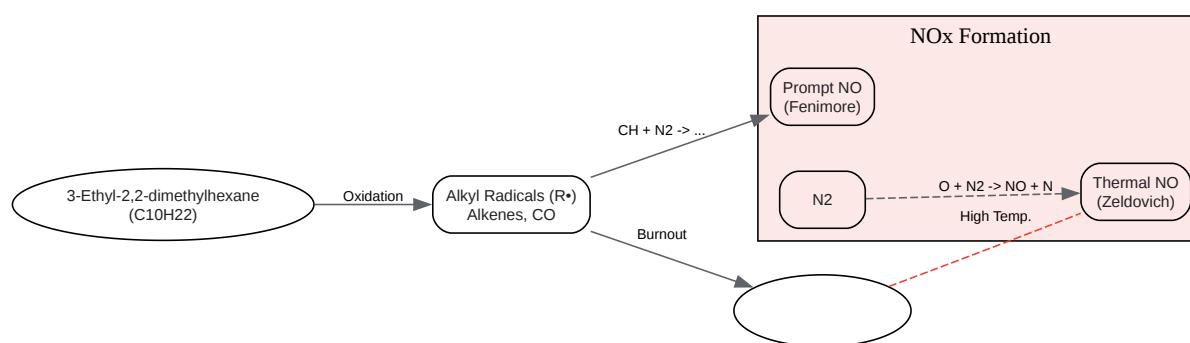 NOx Formation
Prompt NO
(Fenimore)
CH + N2 -> ...
3-Ethyl-2,2-dimethylhexane
(C10H22)
Oxidation
Alkyl Radicals (R•)
Alkenes, CO
N2
O + N2 -> NO + N
Thermal NO
(Zeldovich)
High Temp.
Burnout